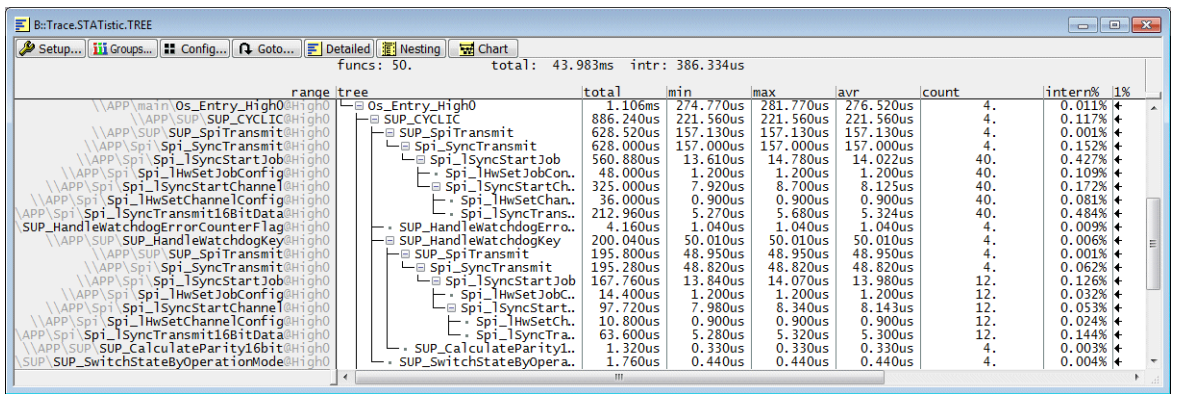 B::Trace.STATistic.TREE
Setup... Groups... Config... Goto... Detailed Nesting Chart
funcs: 50. total: 43.983ms intr: 386.334us
range tree total min max avr count intern% 1%
\\APP\main\Os_Entry_High0@High0 Os_Entry_High0 1.106ms 274.770us 281.770us 276.520us 4. 0.011%
\\APP\SUP\SUP_CYCLIC@High0 SUP_CYCLIC 886.240us 221.560us 221.560us 221.560us 4. 0.117%
\\APP\SUP\SUP_SpiTransmit@High0 SUP_SpiTransmit 628.520us 157.130us 157.130us 157.130us 4. 0.001%
\\APP\Spi\Spi_SyncTransmit@High0 Spi_SyncTransmit 628.000us 157.000us 157.000us 157.000us 4. 0.152%
\\APP\Spi\Spi_lSyncStartJob@High0 Spi_lSyncStartJob 560.880us 13.610us 14.780us 14.022us 40. 0.427%
\\APP\Spi\Spi_lHwSetJobConfig@High0 Spi_lHwSetJobCon.. 48.000us 1.200us 1.200us 1.200us 40. 0.109%
\\APP\Spi\Spi_lSyncStartChannel@High0 Spi_lSyncStartCh.. 325.000us 7.920us 8.700us 8.125us 40. 0.172%
\\APP\Spi\Spi_lHwSetChannelConfig@High0 Spi_lHwSetChan.. 36.000us 0.900us 0.900us 0.900us 40. 0.081%
\APP\Spi\Spi_lSyncTransmit16BitData@High0 Spi_lSyncTrans.. 212.960us 5.270us 5.680us 5.324us 40. 0.484%
\SUP_HandleWatchdogErrorCounterFlag@High0 SUP_HandleWatchdogErro.. 4.160us 1.040us 1.040us 1.040us 4. 0.009%
\\APP\SUP\SUP_HandleWatchdogKey@High0 SUP_HandleWatchdogKey 200.040us 50.010us 50.010us 50.010us 4. 0.006%
\\APP\SUP\SUP_SpiTransmit@High0 SUP_SpiTransmit 195.800us 48.950us 48.950us 48.950us 4. 0.001%
\\APP\Spi\Spi_SyncTransmit@High0 Spi_SyncTransmit 195.280us 48.820us 48.820us 48.820us 4. 0.062%
\\APP\Spi\Spi_lSyncStartJob@High0 Spi_lSyncStartJob 167.760us 13.840us 14.070us 13.980us 12. 0.126%
\\APP\Spi\Spi_lHwSetJobConfig@High0 Spi_lHwSetJobC.. 14.400us 1.200us 1.200us 1.200us 12. 0.032%
\\APP\Spi\Spi_lSyncStartChannel@High0 Spi_lSyncStart.. 97.720us 7.980us 8.340us 8.143us 12. 0.053%
\\APP\Spi\Spi_lHwSetChannelConfig@High0 Spi_lHwSetCh.. 10.800us 0.900us 0.900us 0.900us 12. 0.024%
\APP\Spi\Spi_lSyncTransmit16BitData@High0 Spi_lSyncTra.. 63.600us 5.280us 5.320us 5.300us 12. 0.144%
\\APP\SUP\SUP_CalculateParity16bit@High0 SUP_CalculateParity1.. 1.320us 0.330us 0.330us 0.330us 4. 0.003%
\SUP\SUP_SwitchStateByOperationMode@High0 SUP_SwitchStateByOpera.. 1.760us 0.440us 0.440us 0.440us 4. 0.004%